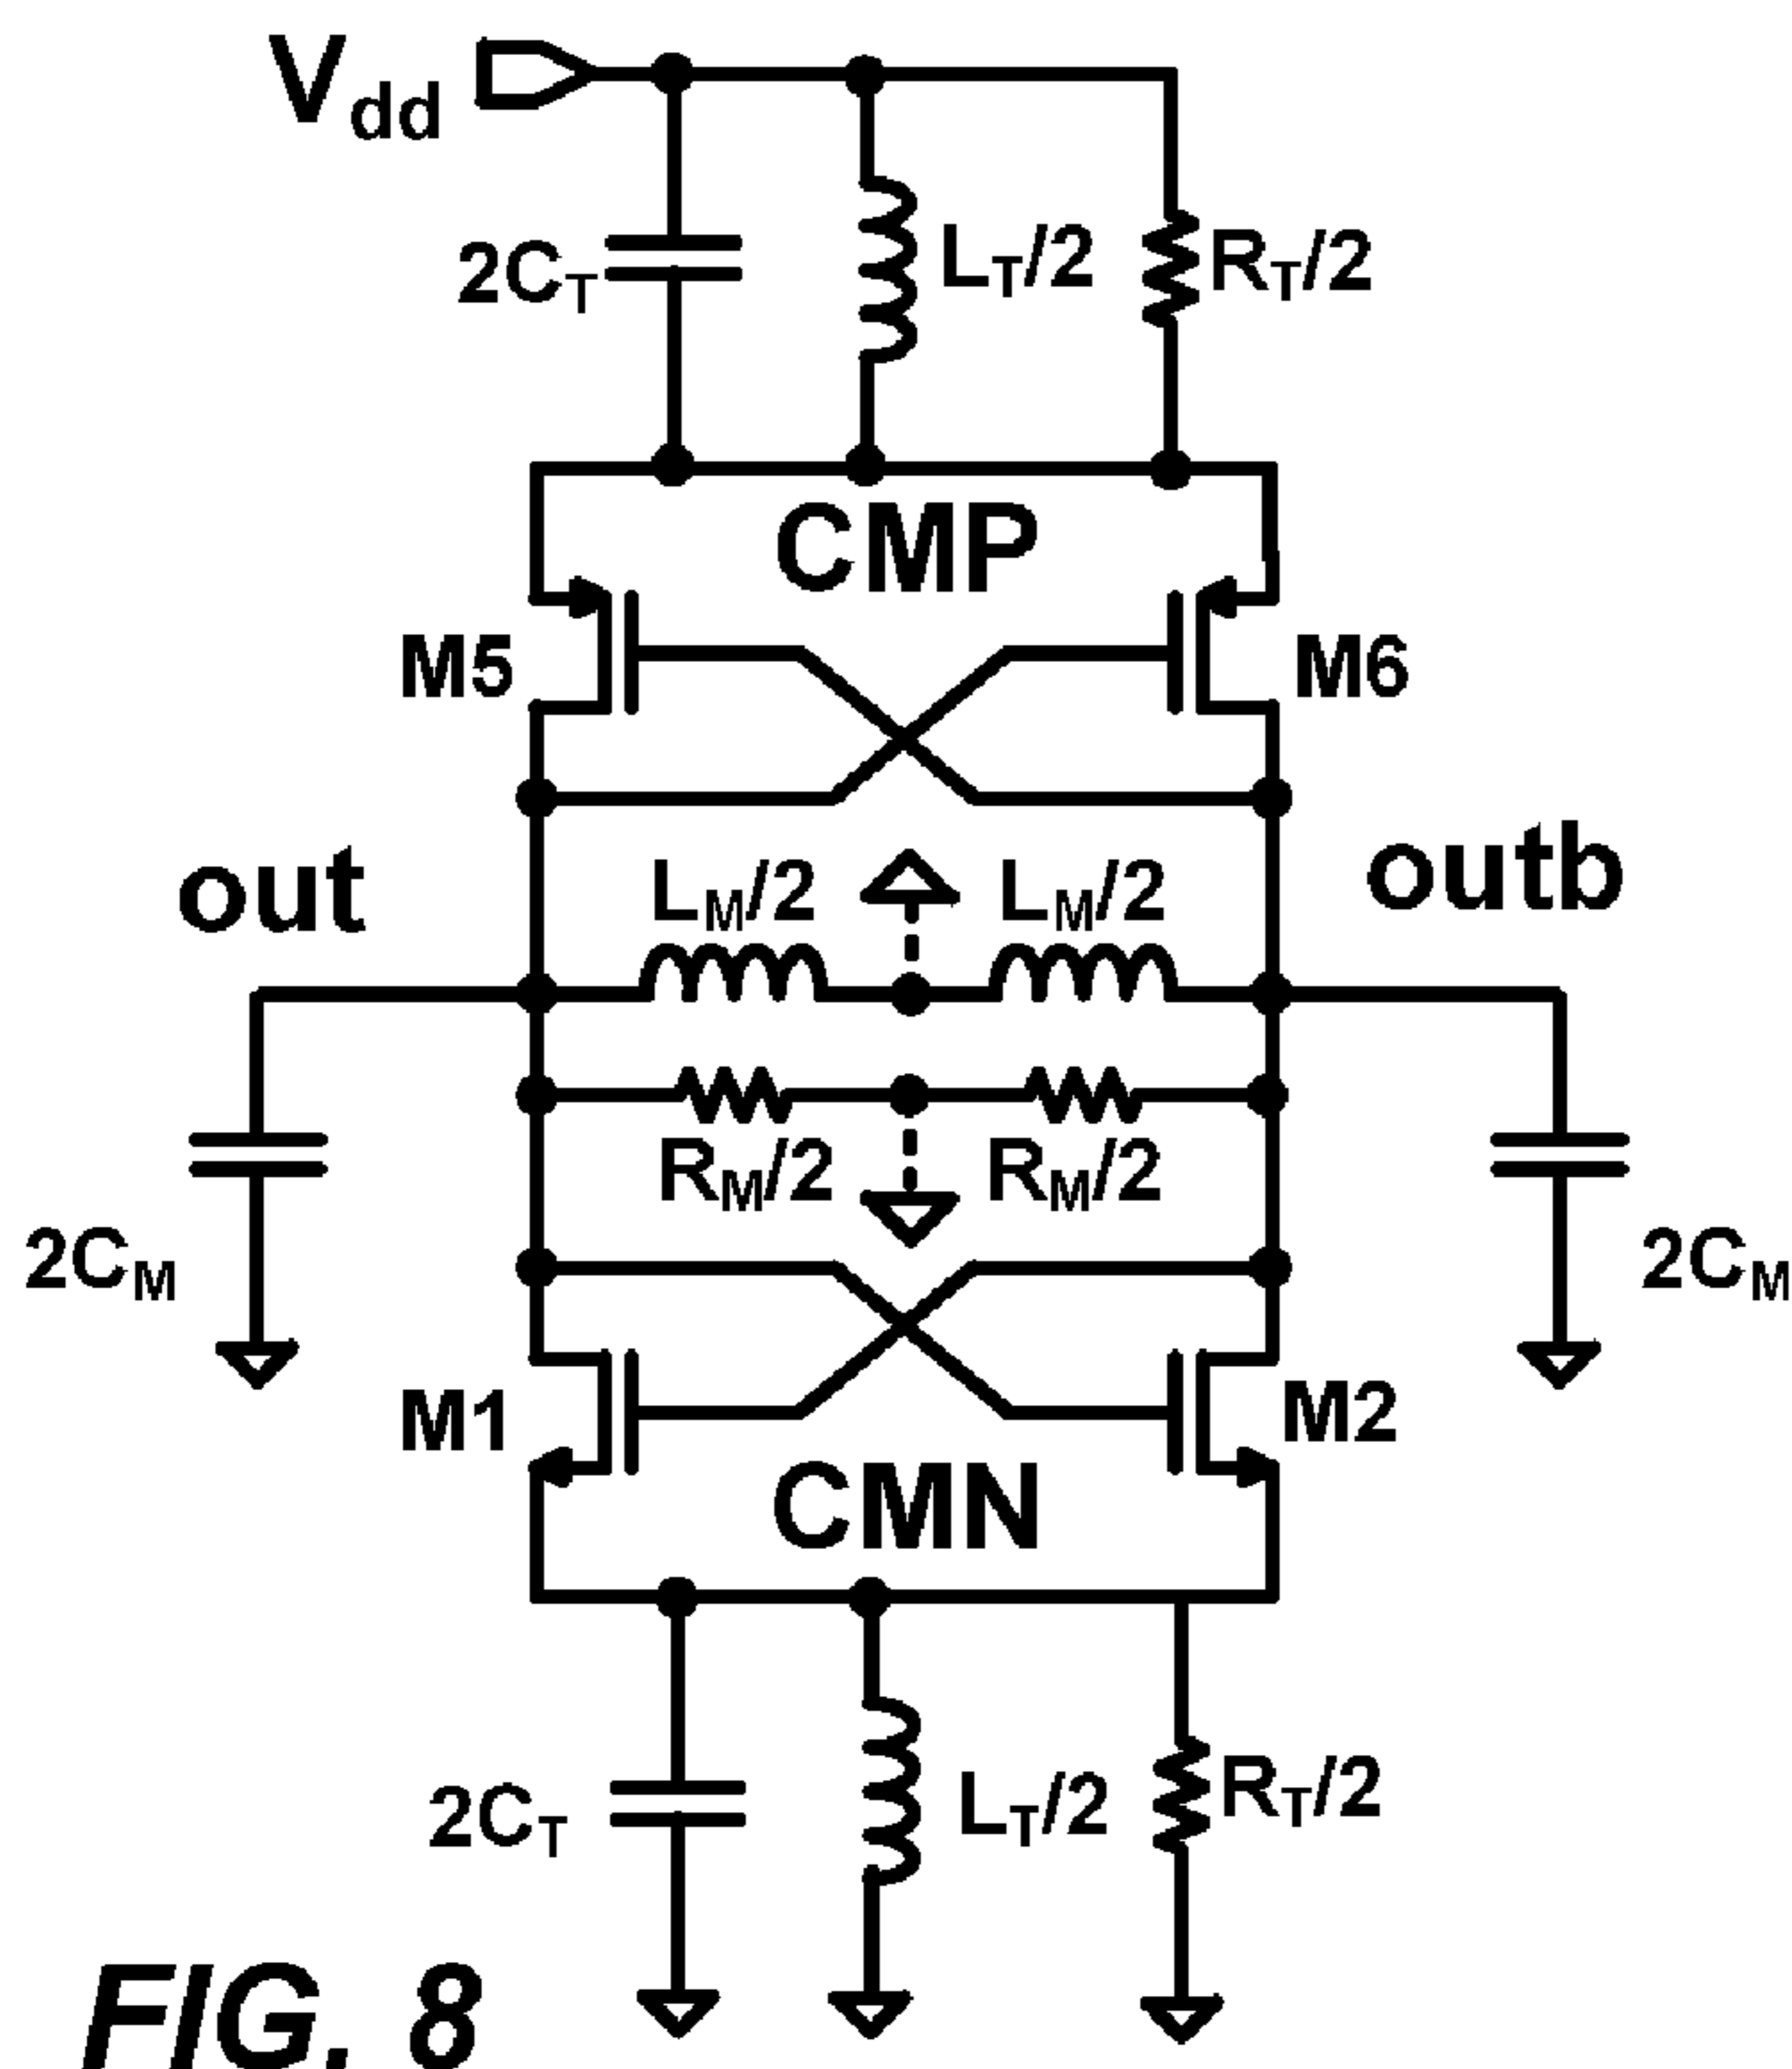 Vdd
2CT
LT/2
RT/2
CMP
M5
M6
out
LM/2
LM/2
outb
RM/2
RM/2
2CM
2CM
M1
M2
CMN
2CT
LT/2
RT/2
FIG. 8